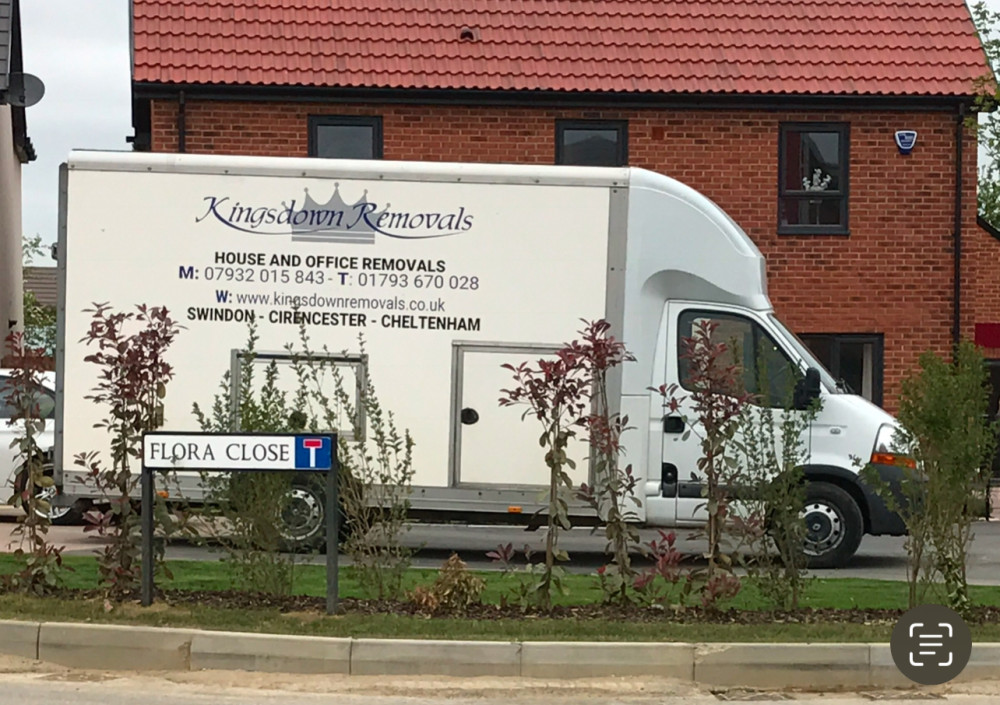 Kingsdown Removals
HOUSE AND OFFICE REMOVALS
M: 07932 015 843 - T: 01793 670 028
W: www.kingsdownremovals.co.uk
SWINDON - CIRENCESTER - CHELTENHAM
FLORA CLOSE